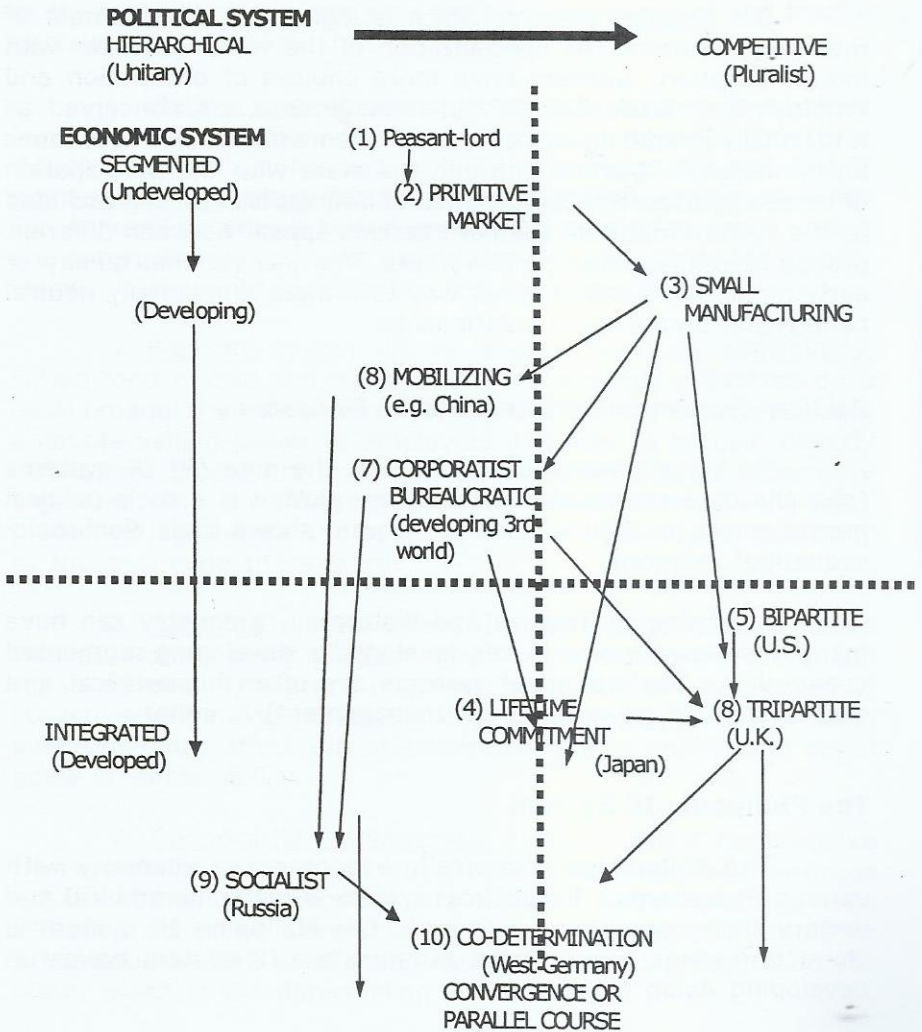 POLITICAL SYSTEM
HIERARCHICAL
(Unitary)
COMPETITIVE
(Pluralist)
ECONOMIC SYSTEM
SEGMENTED
(Undeveloped)
(1) Peasant-lord
(2) PRIMITIVE
MARKET
(Developing)
(3) SMALL
MANUFACTURING
(8) MOBILIZING
(e.g. China)
(7) CORPORATIST
BUREAUCRATIC
(developing 3rd
world)
(5) BIPARTITE
(U.S.)
INTEGRATED
(Developed)
(4) LIFETIME
COMMITMENT
(Japan)
(8) TRIPARTITE
(U.K.)
(9) SOCIALIST
(Russia)
(10) CO-DETERMINATION
(West-Germany)
CONVERGENCE OR
PARALLEL COURSE